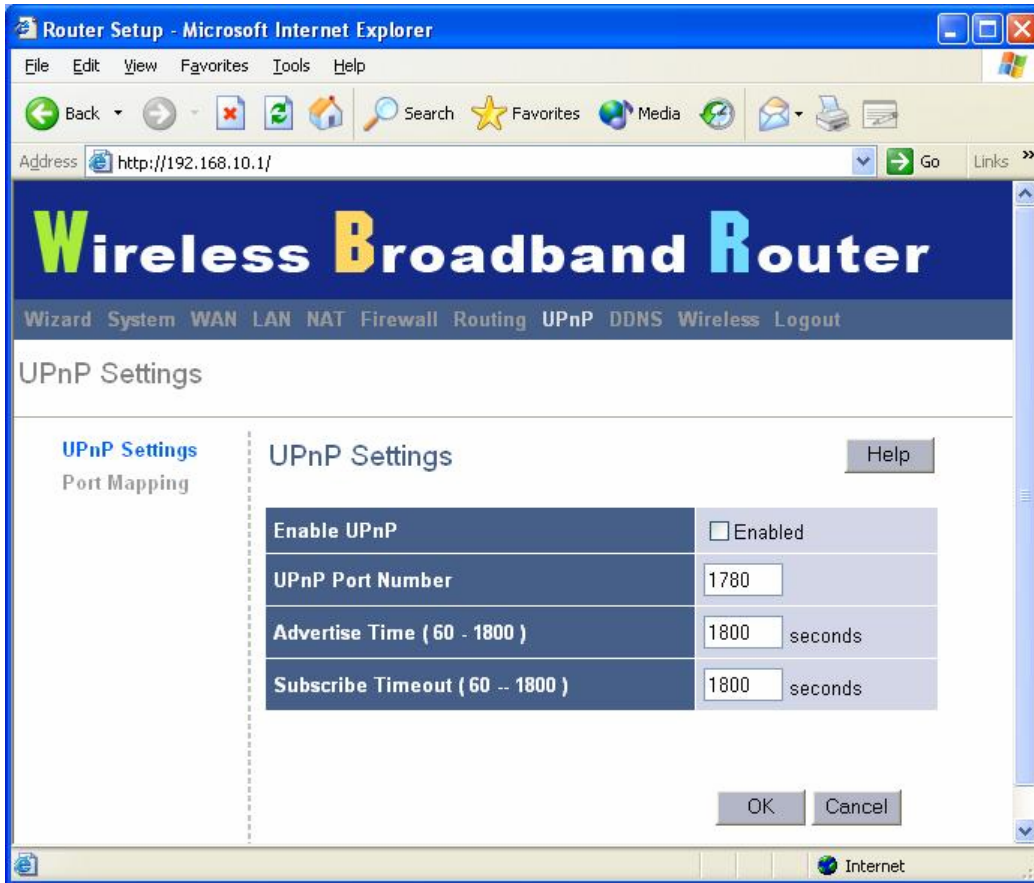 Router Setup - Microsoft Internet Explorer
File Edit View Favorites Tools Help
Back Search Favorites Media
Address http://192.168.10.1/ Go Links »
Wireless Broadband Router
Wizard System WAN LAN NAT Firewall Routing UPnP DDNS Wireless Logout
UPnP Settings
UPnP Settings
Port Mapping
UPnP Settings Help
Enable UPnP Enabled
UPnP Port Number 1780
Advertise Time ( 60 - 1800 ) 1800 seconds
Subscribe Timeout ( 60 -- 1800 ) 1800 seconds
OK Cancel
Internet